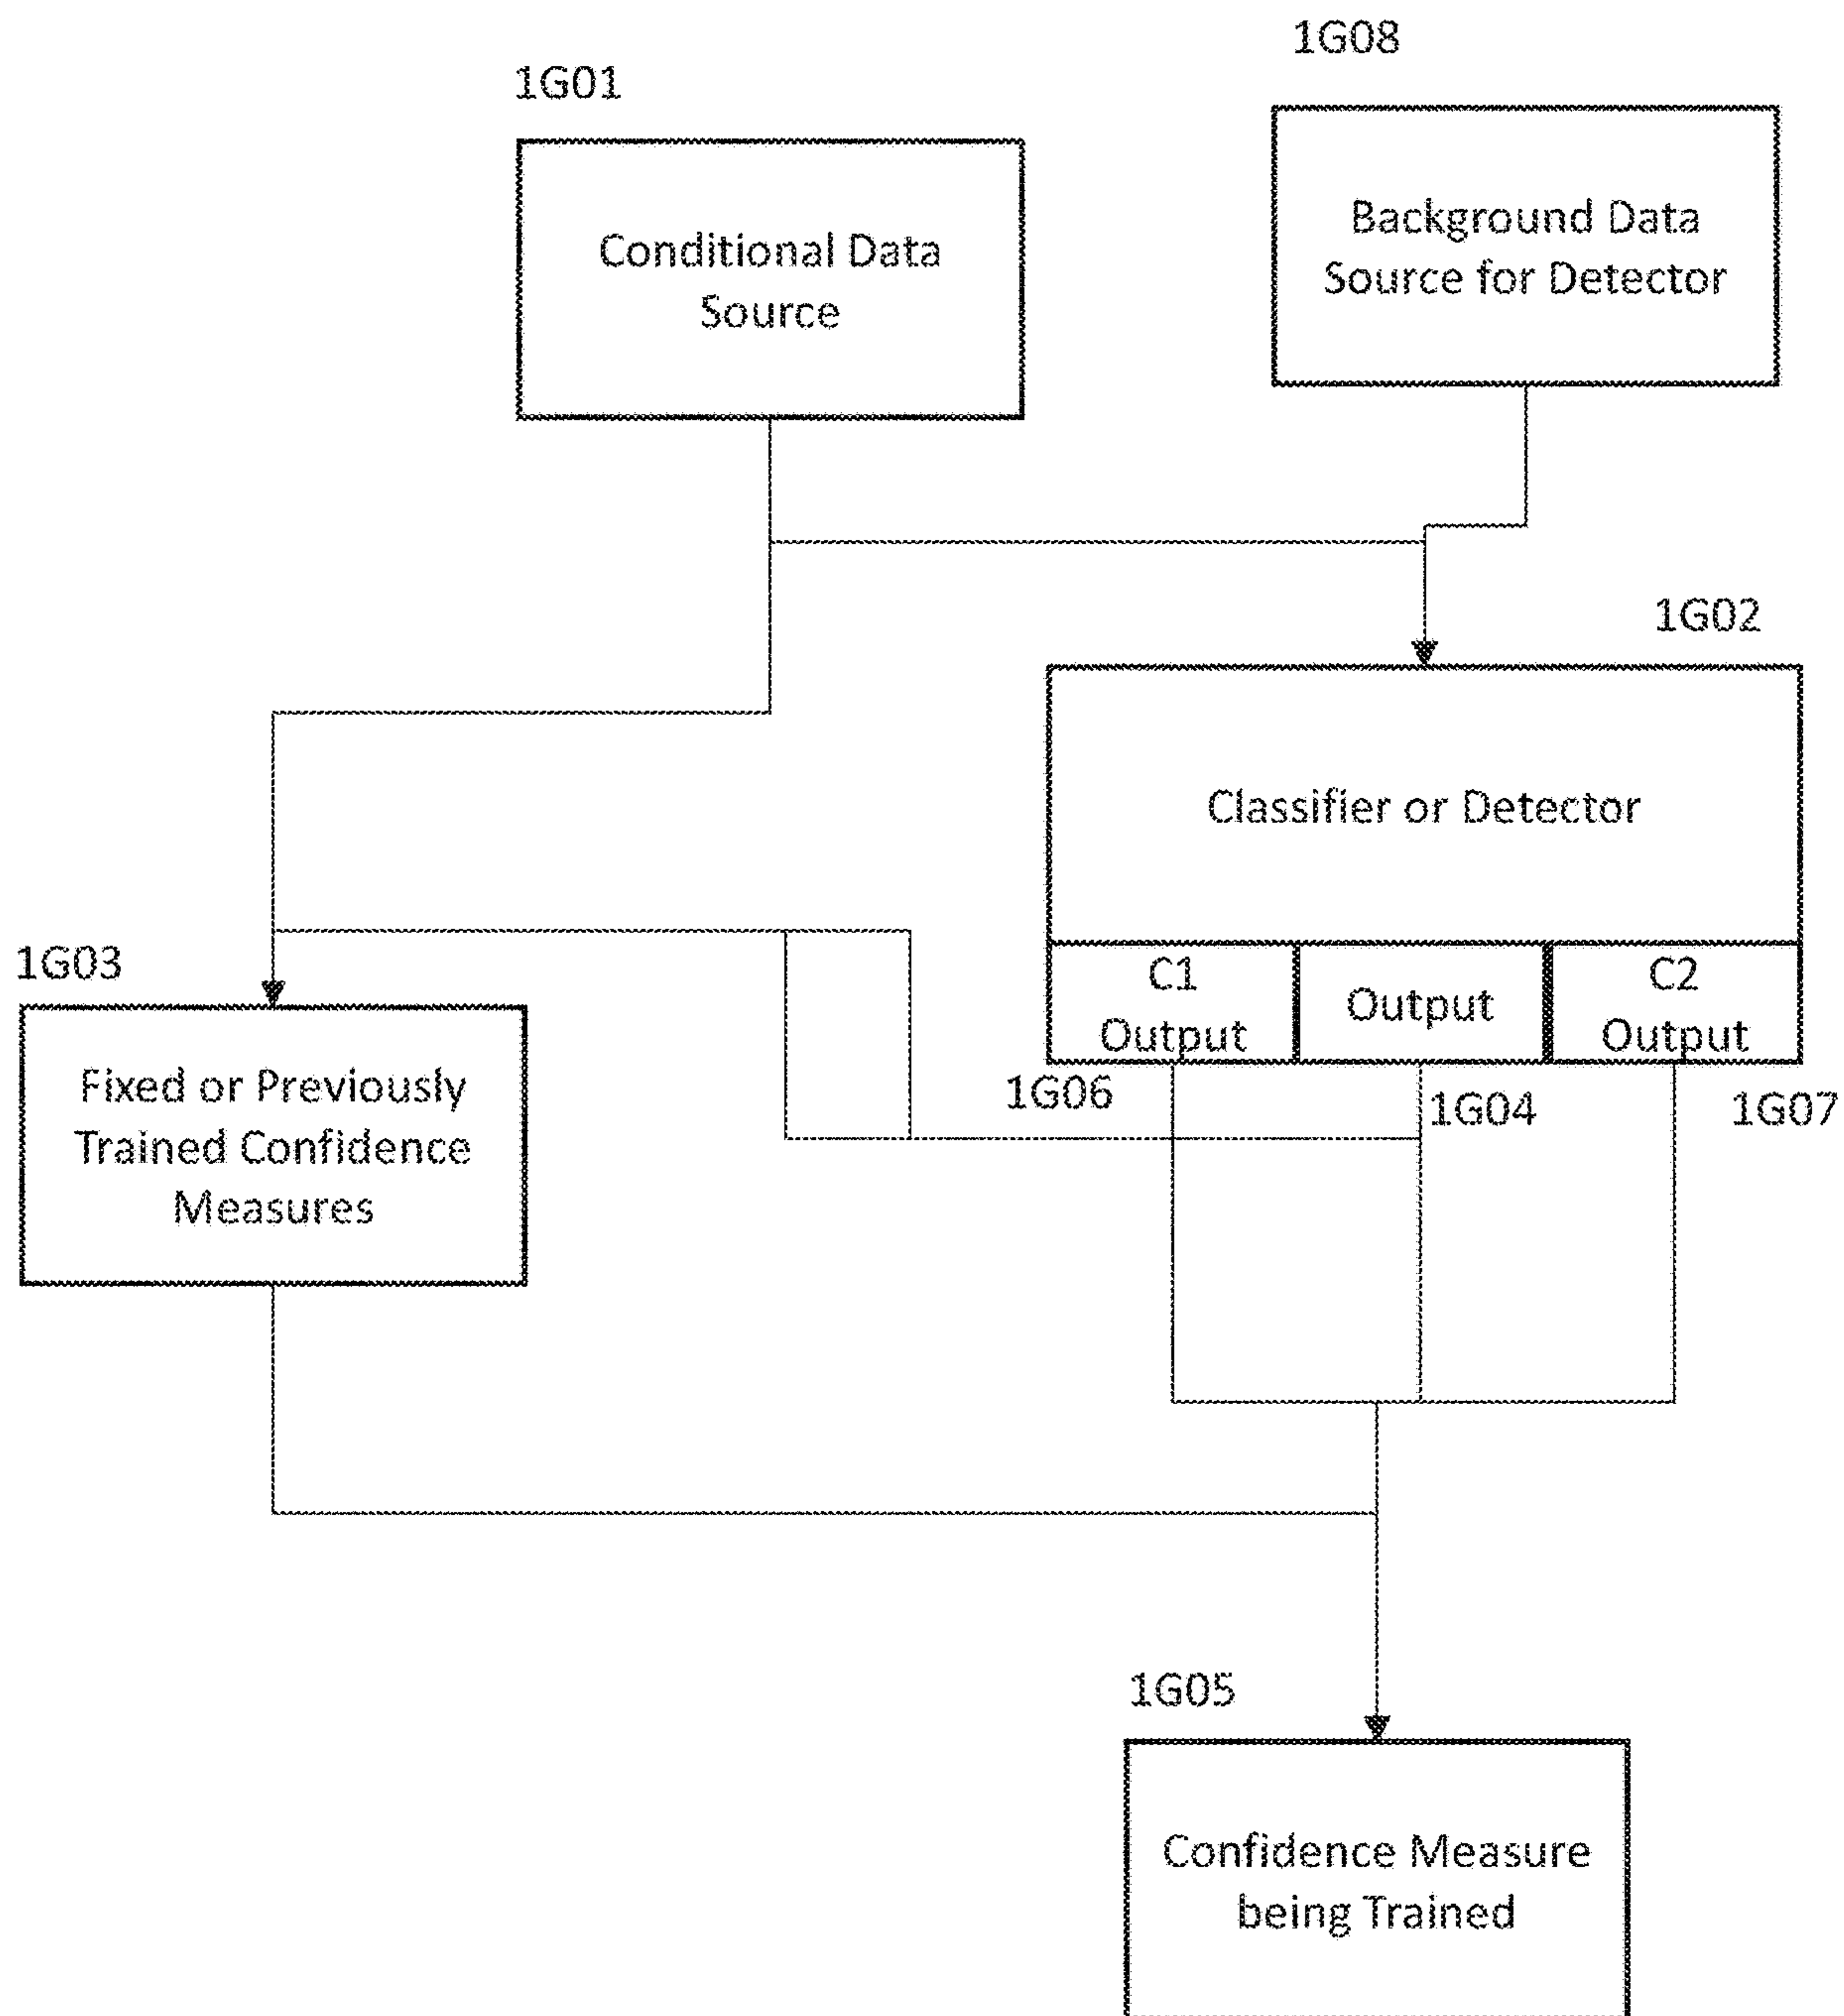 1G08
1G01
Background Data
Source for Detector
Conditional Data
Source
1G02
Classifier or Detector
1G03
C1
Output
Output
C2
Output
Fixed or Previously
Trained Confidence
Measures
1G06
1G04
1G07
1G05
Confidence Measure
being Trained